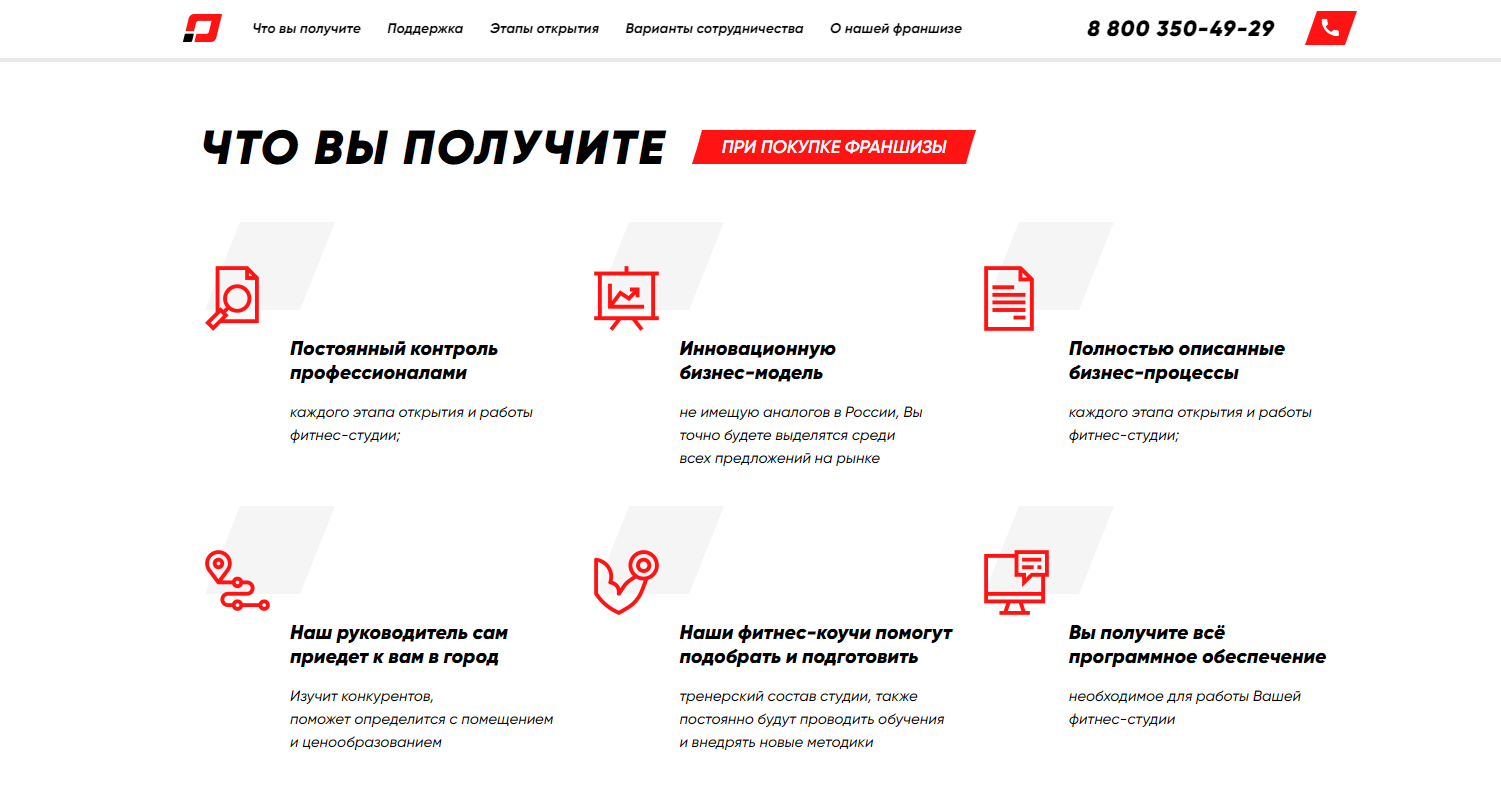 Что вы получите Поддержка Этапы открытия Варианты сотрудничества О нашей франшизе 8 800 350-49-29
ЧТО ВЫ ПОЛУЧИТЕ ПРИ ПОКУПКЕ ФРАНШИЗЫ
Постоянный контроль
профессионалами
каждого этапа открытия и работы
фитнес-студии;
Инновационную
бизнес-модель
не имещую аналогов в России, Вы
точно будете выделятся среди
всех предложений на рынке
Полностью описанные
бизнес-процессы
каждого этапа открытия и работы
фитнес-студии;
Наш руководитель сам
приедет к вам в город
Изучит конкурентов,
поможет определится с помещением
и ценообразованием
Наши фитнес-коучи помогут
подобрать и подготовить
тренерский состав студии, также
постоянно будут проводить обучения
и внедрять новые методики
Вы получите всё
программное обеспечение
необходимое для работы Вашей
фитнес-студии